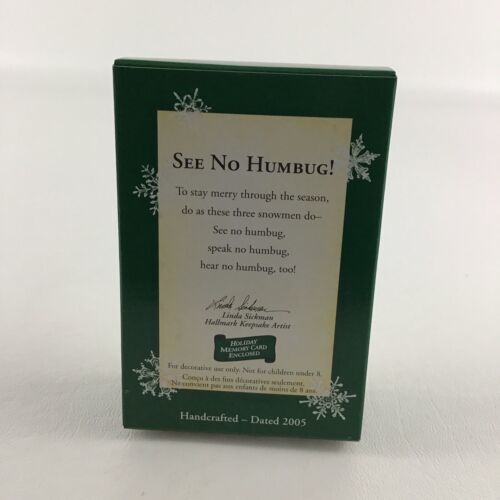 SEE NO HUMBUG!
To stay merry through the season,
do as these three snowmen do–
See no humbug,
speak no humbug,
hear no humbug, too!
Linda Sickman
Linda Sickman
Hallmark Keepsake Artist
HOLIDAY
MEMORY CARD
ENCLOSED
For decorative use only. Not for children under 8.
Conçu à des fins décoratives seulement.
Ne convient pas aux enfants de moins de 8 ans.
Handcrafted – Dated 2005